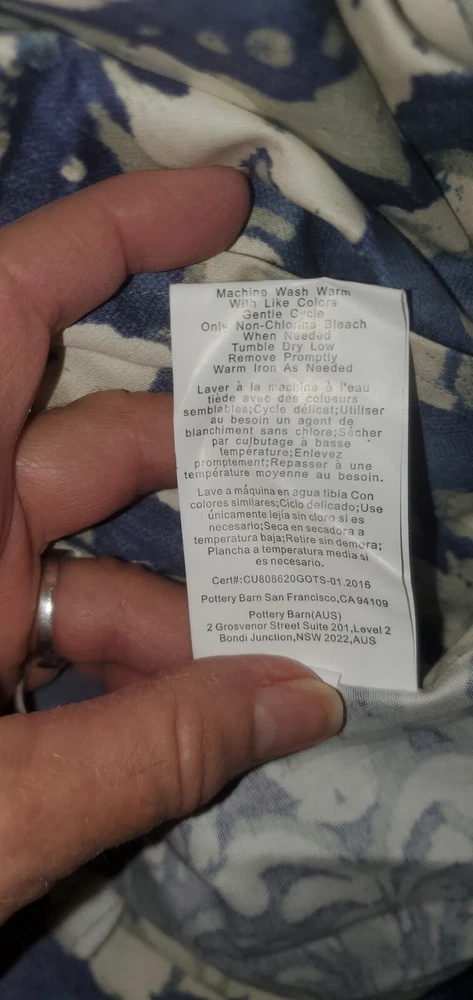 Machine Wash Warm
With Like Colors
Gentle Cycle
Only Non-Chlorine Bleach
When Needed
Tumble Dry Low
Remove Promptly
Warm Iron As Needed
Laver à la machine à l'eau
tiède avec des couleurs
semblables;Cycle délicat;Utiliser
au besoin un agent de
blanchiment sans chlore;Sécher
par culbutage à basse
température;Enlevez
promptement;Repasser à une
température moyenne au besoin.
Lave a máquina en agua tibia Con
colores similares;Ciclo delicado;Use
únicamente lejía sin cloro si es
necesario;Seca en secadora a
temperatura baja;Retire sin demora;
Plancha a temperatura media si
es necesario.
Cert#:CU808620GOTS-01.2016
Pottery Barn San Francisco,CA 94109
Pottery Barn(AUS)
2 Grosvenor Street Suite 201,Level 2
Bondi Junction,NSW 2022,AUS